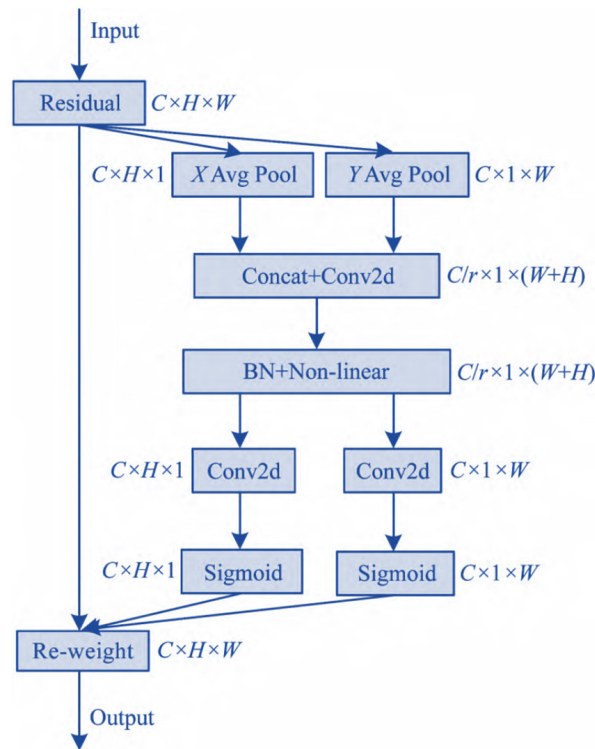 Input
Residual C×H×W
C×H×1 X Avg Pool Y Avg Pool C×1×W
Concat+Conv2d C/r×1×(W+H)
BN+Non-linear C/r×1×(W+H)
C×H×1 Conv2d Conv2d C×1×W
C×H×1 Sigmoid Sigmoid C×1×W
Re-weight C×H×W
Output